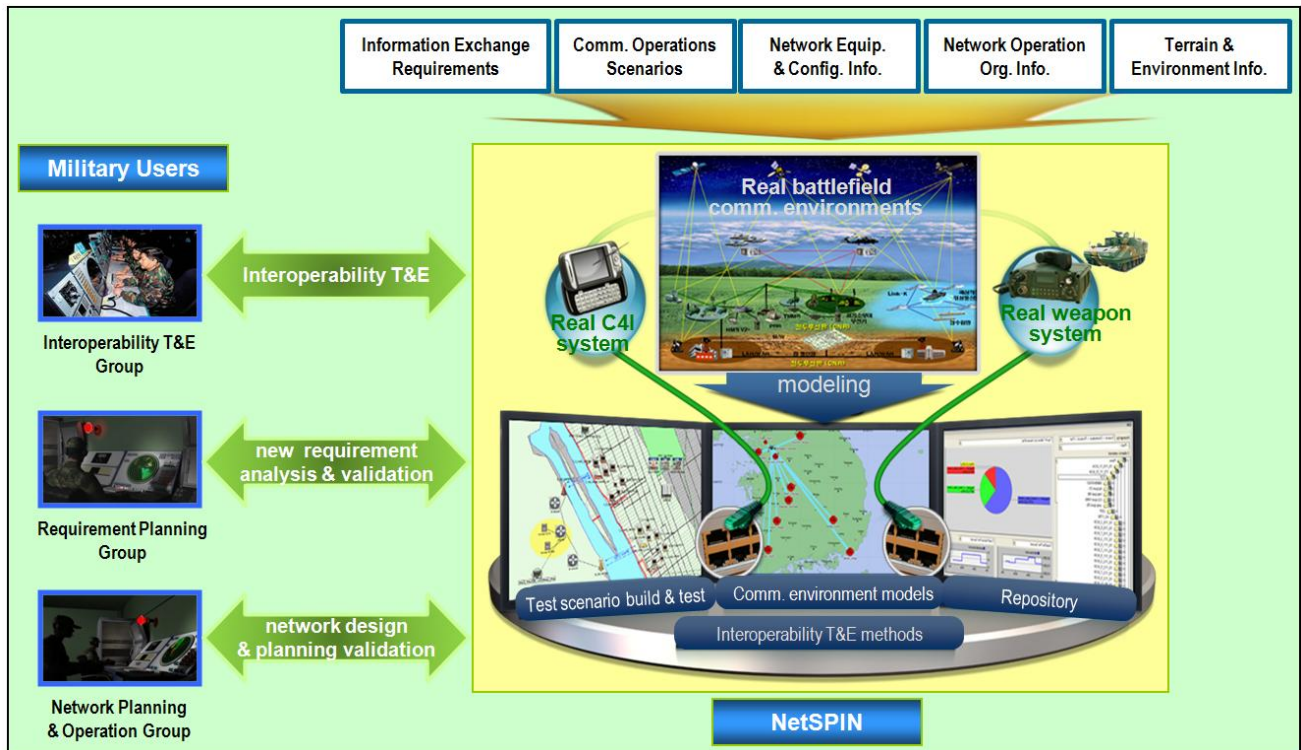 Information Exchange
Requirements
Comm. Operations
Scenarios
Network Equip.
& Config. Info.
Network Operation
Org. Info.
Terrain &
Environment Info.
Military Users
Interoperability T&E
Group
Requirement Planning
Group
Network Planning
& Operation Group
Interoperability T&E
new requirement
analysis & validation
network design
& planning validation
Real battlefield
comm. environments
Real C4I
system
Real weapon
system
Link-K
modeling
Test scenario build & test
Comm. environment models
Repository
Interoperability T&E methods
NetSPIN